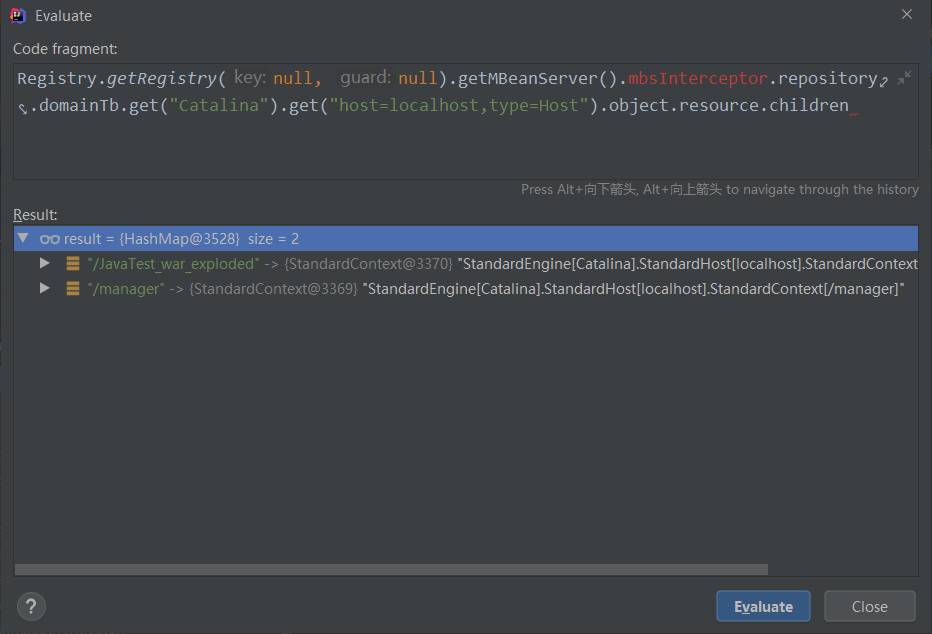 Evaluate
Code fragment:
Registry.getRegistry( key: null, guard: null).getMBeanServer().mbsInterceptor.repository
.domainTb.get("Catalina").get("host=localhost,type=Host").object.resource.children
Press Alt+向下箭头, Alt+向上箭头 to navigate through the history
Result:
result = {HashMap@3528} size = 2
"/JavaTest_war_exploded" -> {StandardContext@3370} "StandardEngine[Catalina].StandardHost[localhost].StandardContext
"/manager" -> {StandardContext@3369} "StandardEngine[Catalina].StandardHost[localhost].StandardContext[/manager]"
?
Evaluate
Close